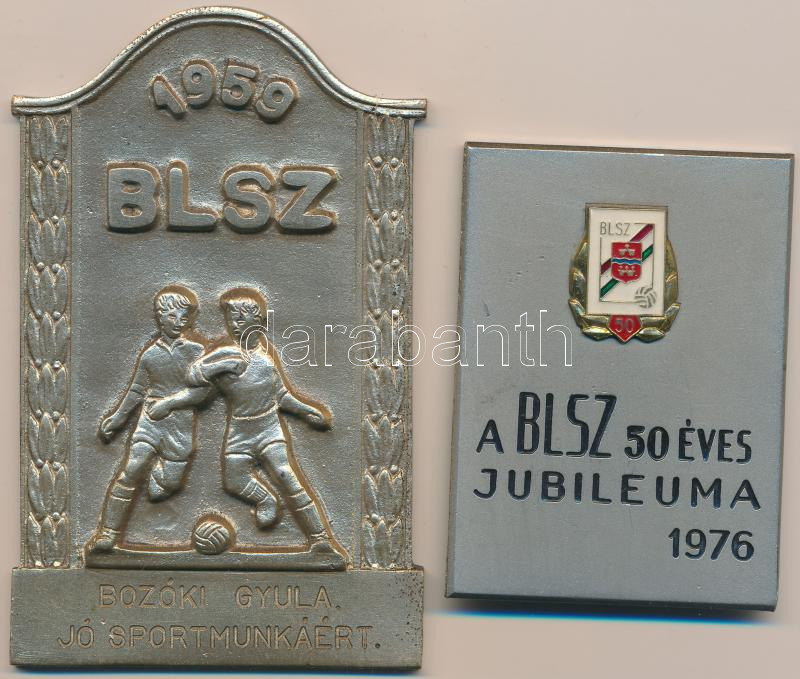 1959
BLSZ
BOZÓKI GYULA.
JÓ SPORTMUNKÁÉRT.
BLSZ
50
A BLSZ 50 ÉVES
JUBILEUMA
1976
darabanth